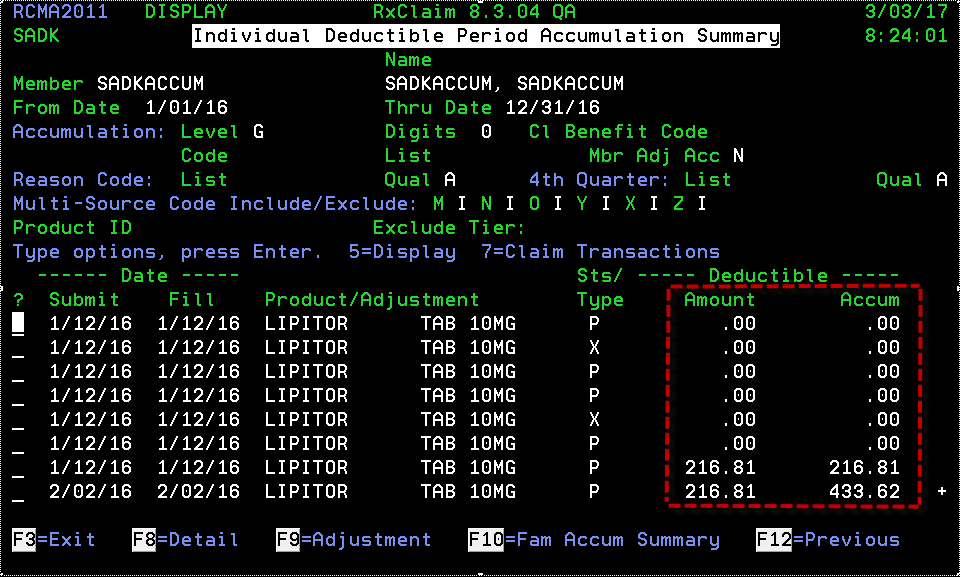 RCMA2011 DISPLAY RxClaim 8.3.04 QA 3/03/17
SADK Individual Deductible Period Accumulation Summary 8:24:01
Name
Member SADKACCUM SADKACCUM, SADKACCUM
From Date 1/01/16 Thru Date 12/31/16
Accumulation: Level G Digits 0 Cl Benefit Code
Code List Mbr Adj Acc N
Reason Code: List Qual A 4th Quarter: List Qual A
Multi-Source Code Include/Exclude: M I N I O I Y I X I Z I
Product ID Exclude Tier:
Type options, press Enter. 5=Display 7=Claim Transactions
------ Date ----- Sts/ ----- Deductible -----
? Submit Fill Product/Adjustment Type Amount Accum
_ 1/12/16 1/12/16 LIPITOR TAB 10MG P .00 .00
_ 1/12/16 1/12/16 LIPITOR TAB 10MG X .00 .00
_ 1/12/16 1/12/16 LIPITOR TAB 10MG P .00 .00
_ 1/12/16 1/12/16 LIPITOR TAB 10MG P .00 .00
_ 1/12/16 1/12/16 LIPITOR TAB 10MG X .00 .00
_ 1/12/16 1/12/16 LIPITOR TAB 10MG P .00 .00
_ 1/12/16 1/12/16 LIPITOR TAB 10MG P 216.81 216.81
_ 2/02/16 2/02/16 LIPITOR TAB 10MG P 216.81 433.62 +
F3=Exit F8=Detail F9=Adjustment F10=Fam Accum Summary F12=Previous